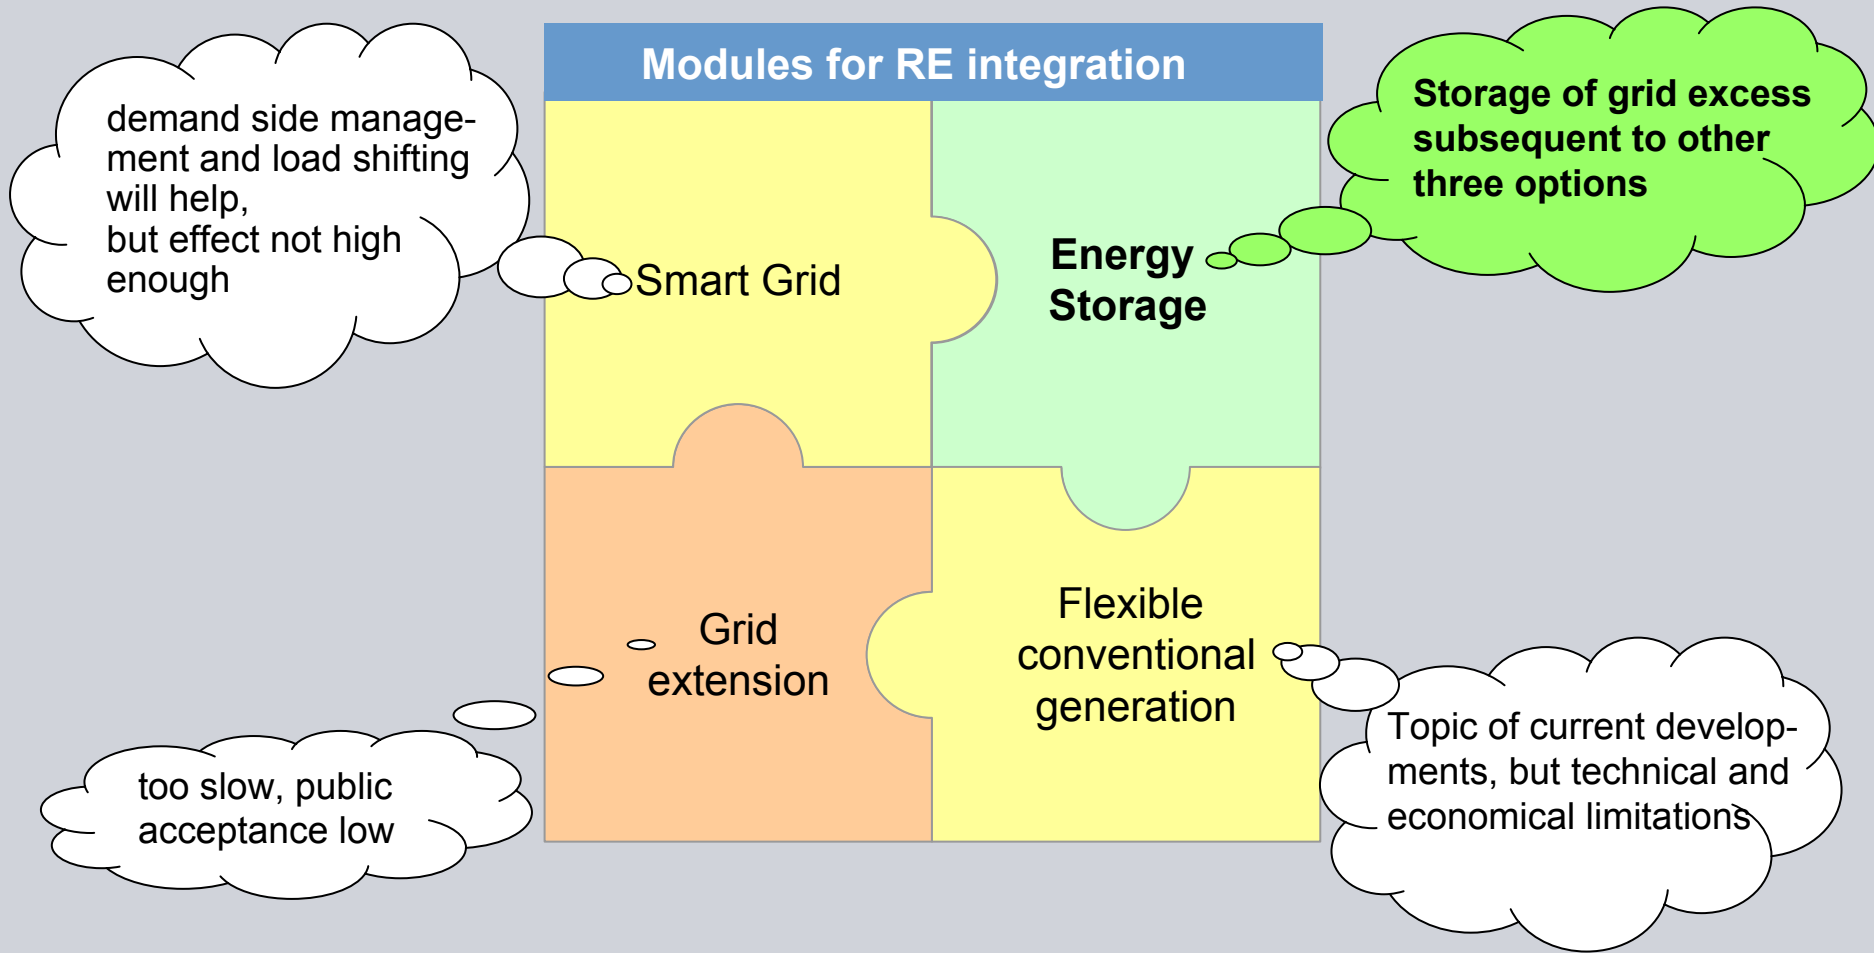 Modules for RE integration
demand side manage-
ment and load shifting
will help,
but effect not high
enough
Smart Grid
Energy
Storage
Storage of grid excess
subsequent to other
three options
Grid
extension
too slow, public
acceptance low
Flexible
conventional
generation
Topic of current develop-
ments, but technical and
economical limitations